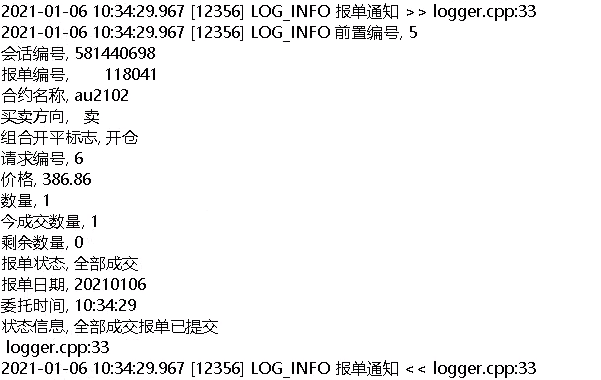 2021-01-06 10:34:29.967 [12356] LOG_INFO 报单通知 >> logger.cpp:33
2021-01-06 10:34:29.967 [12356] LOG_INFO 前置编号, 5
会话编号, 581440698
报单编号,       118041
合约名称, au2102
买卖方向,   卖
组合开平标志, 开仓
请求编号, 6
价格, 386.86
数量, 1
今成交数量, 1
剩余数量, 0
报单状态, 全部成交
报单日期, 20210106
委托时间, 10:34:29
状态信息, 全部成交报单已提交
 logger.cpp:33
2021-01-06 10:34:29.967 [12356] LOG_INFO 报单通知 << logger.cpp:33